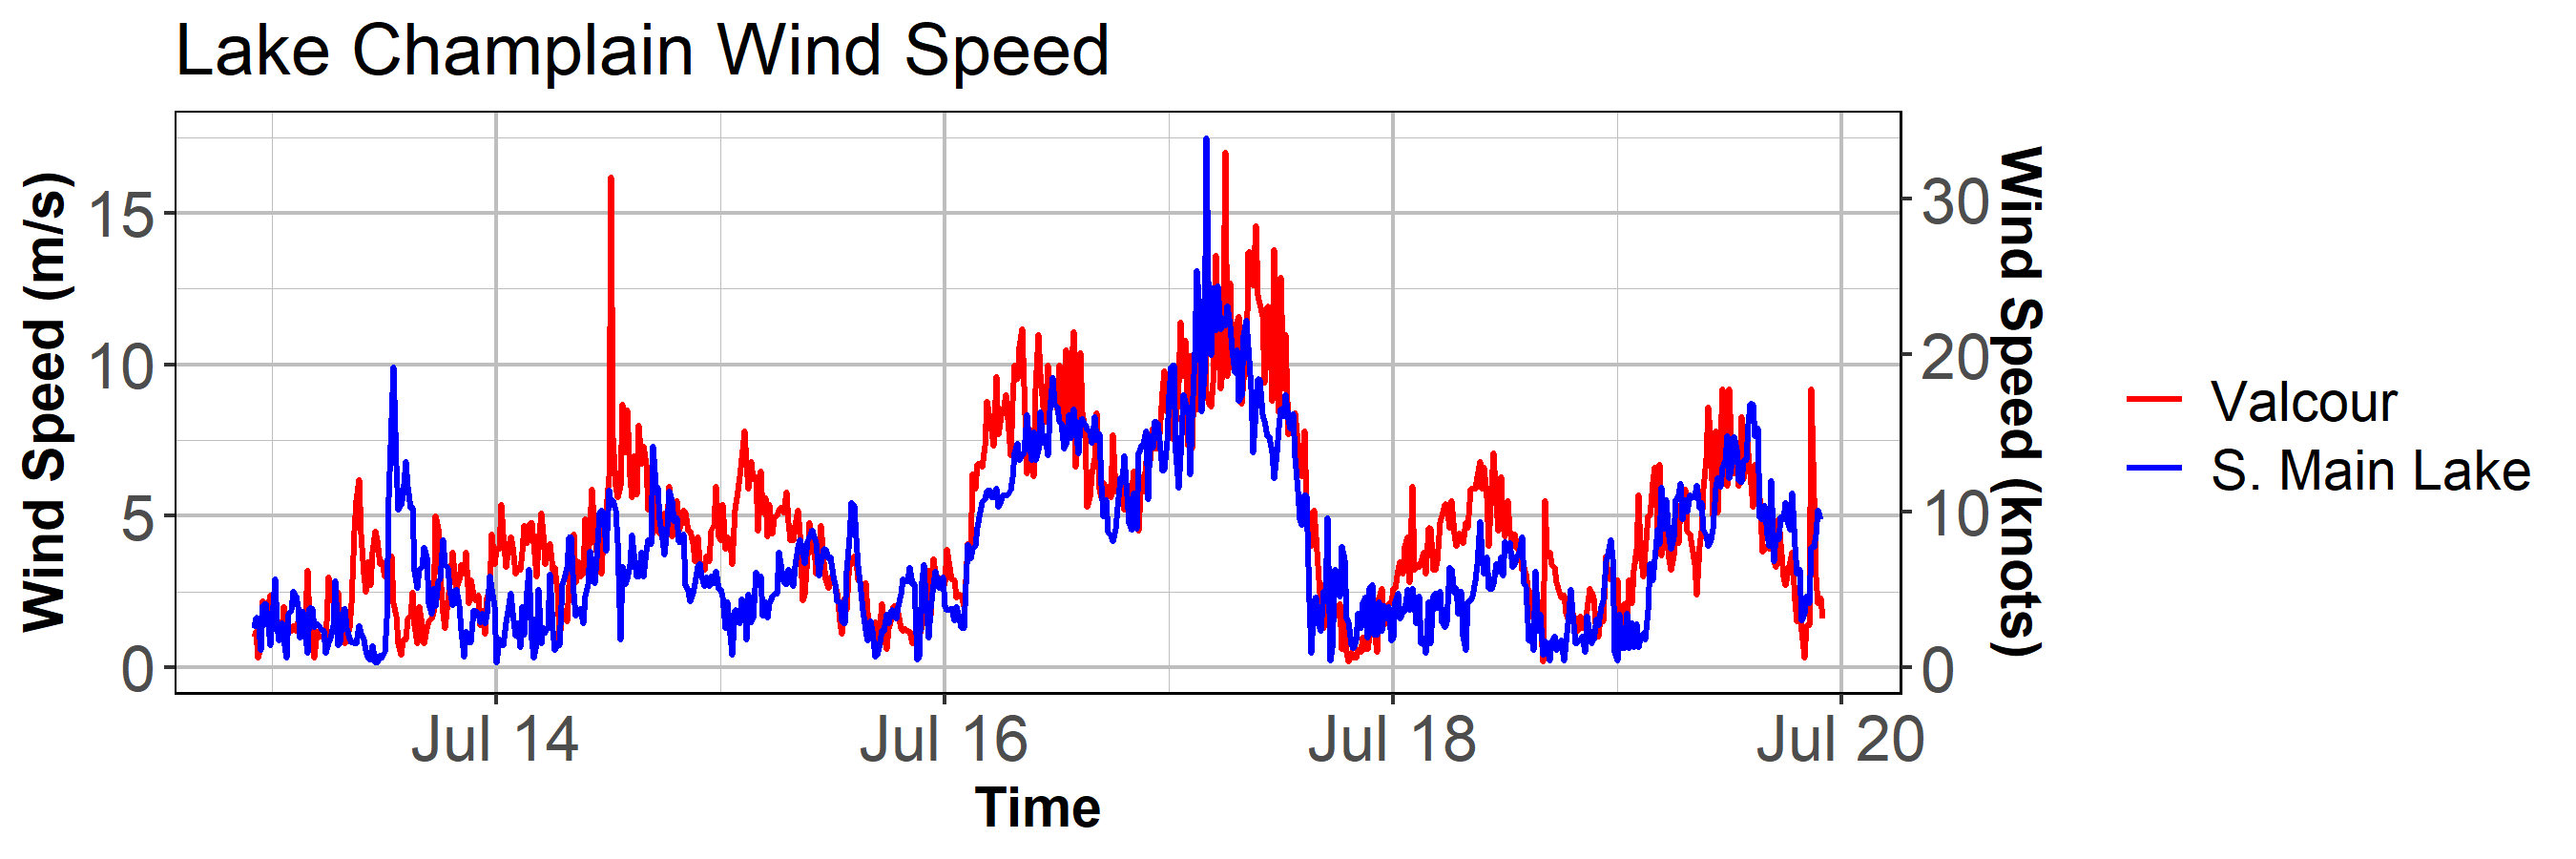 Lake Champlain Wind Speed
Wind Speed (m/s)
15
10
5
0
30
20
10
0
Wind Speed (knots)
Jul 14
Jul 16
Jul 18
Jul 20
Time
Valcour
S. Main Lake